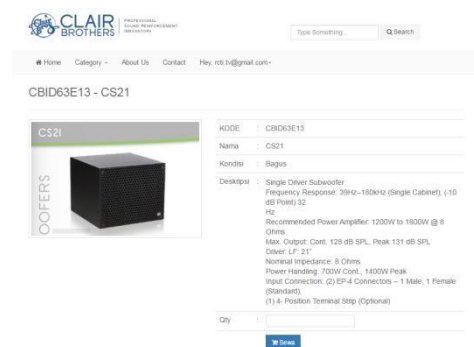 CLAIR
BROTHERS
PROFESSIONAL
SOUND REINFORCEMENT
INNOVATORS
Type Something...
Search
Home
Category
About Us
Contact
Hey, rcti.tv@gmail.com
CBID63E13 - CS21
CS2I
OOFERS
KODE : CBID63E13
Nama : CS21
Kondisi : Bagus
Deskripsi : Single Driver Subwoofer
Frequency Response: 39Hz–180kHz (Single Cabinet), (-10
dB Point) 32
Hz
Recommended Power Amplifier: 1200W to 1600W @ 8
Ohms
Max. Output: Cont. 128 dB SPL, Peak 131 dB SPL
Driver: LF: 21"
Nominal Impedance: 8 Ohms
Power Handling: 700W Cont., 1400W Peak
Input Connection: (2) EP-4 Connectors – 1 Male, 1 Female
(Standard),
(1) 4- Position Terminal Strip (Optional)
Qty :
Sewa